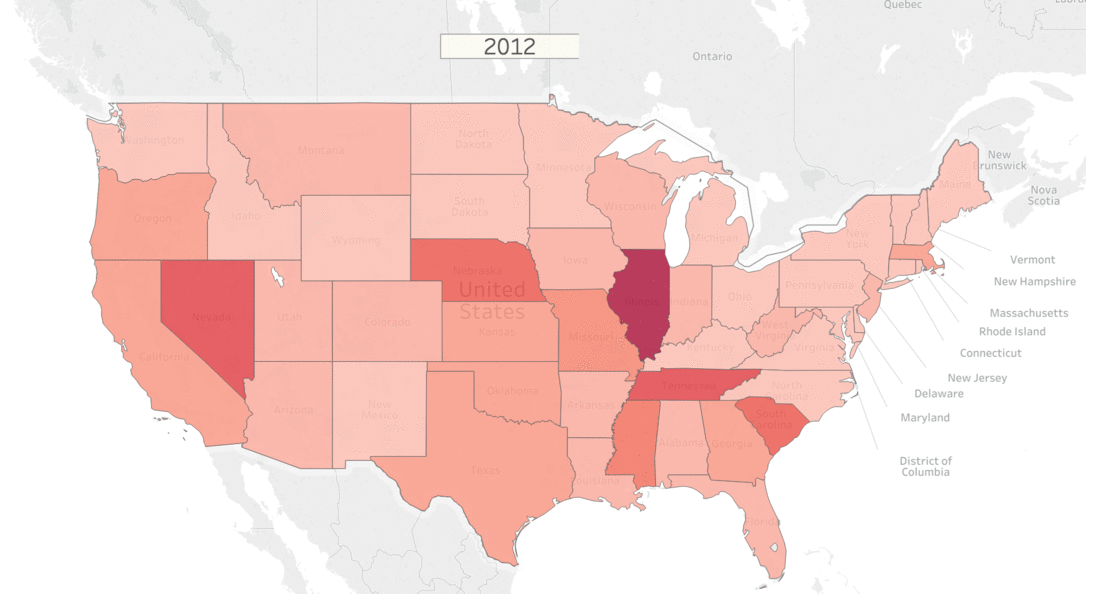 Quebec
2012
Ontario
Washington
Montana
North
Dakota
Minnesota
New
Brunswick
Maine
Nova
Scotia
Oregon
Idaho
South
Dakota
Wisconsin
Michigan
New
York
Wyoming
Vermont
Nebraska
Iowa
New Hampshire
United
States
Nevada
Utah
Colorado
Kansas
Illinois
Indiana
Ohio
Pennsylvania
Massachusetts
Rhode Island
California
Missouri
West
Virginia
Kentucky
Virginia
Connecticut
New Jersey
Delaware
Maryland
Arizona
New
Mexico
Oklahoma
Arkansas
Tennessee
North
Carolina
South
Carolina
Texas
Alabama
Georgia
District of
Columbia
Louisiana
Florida